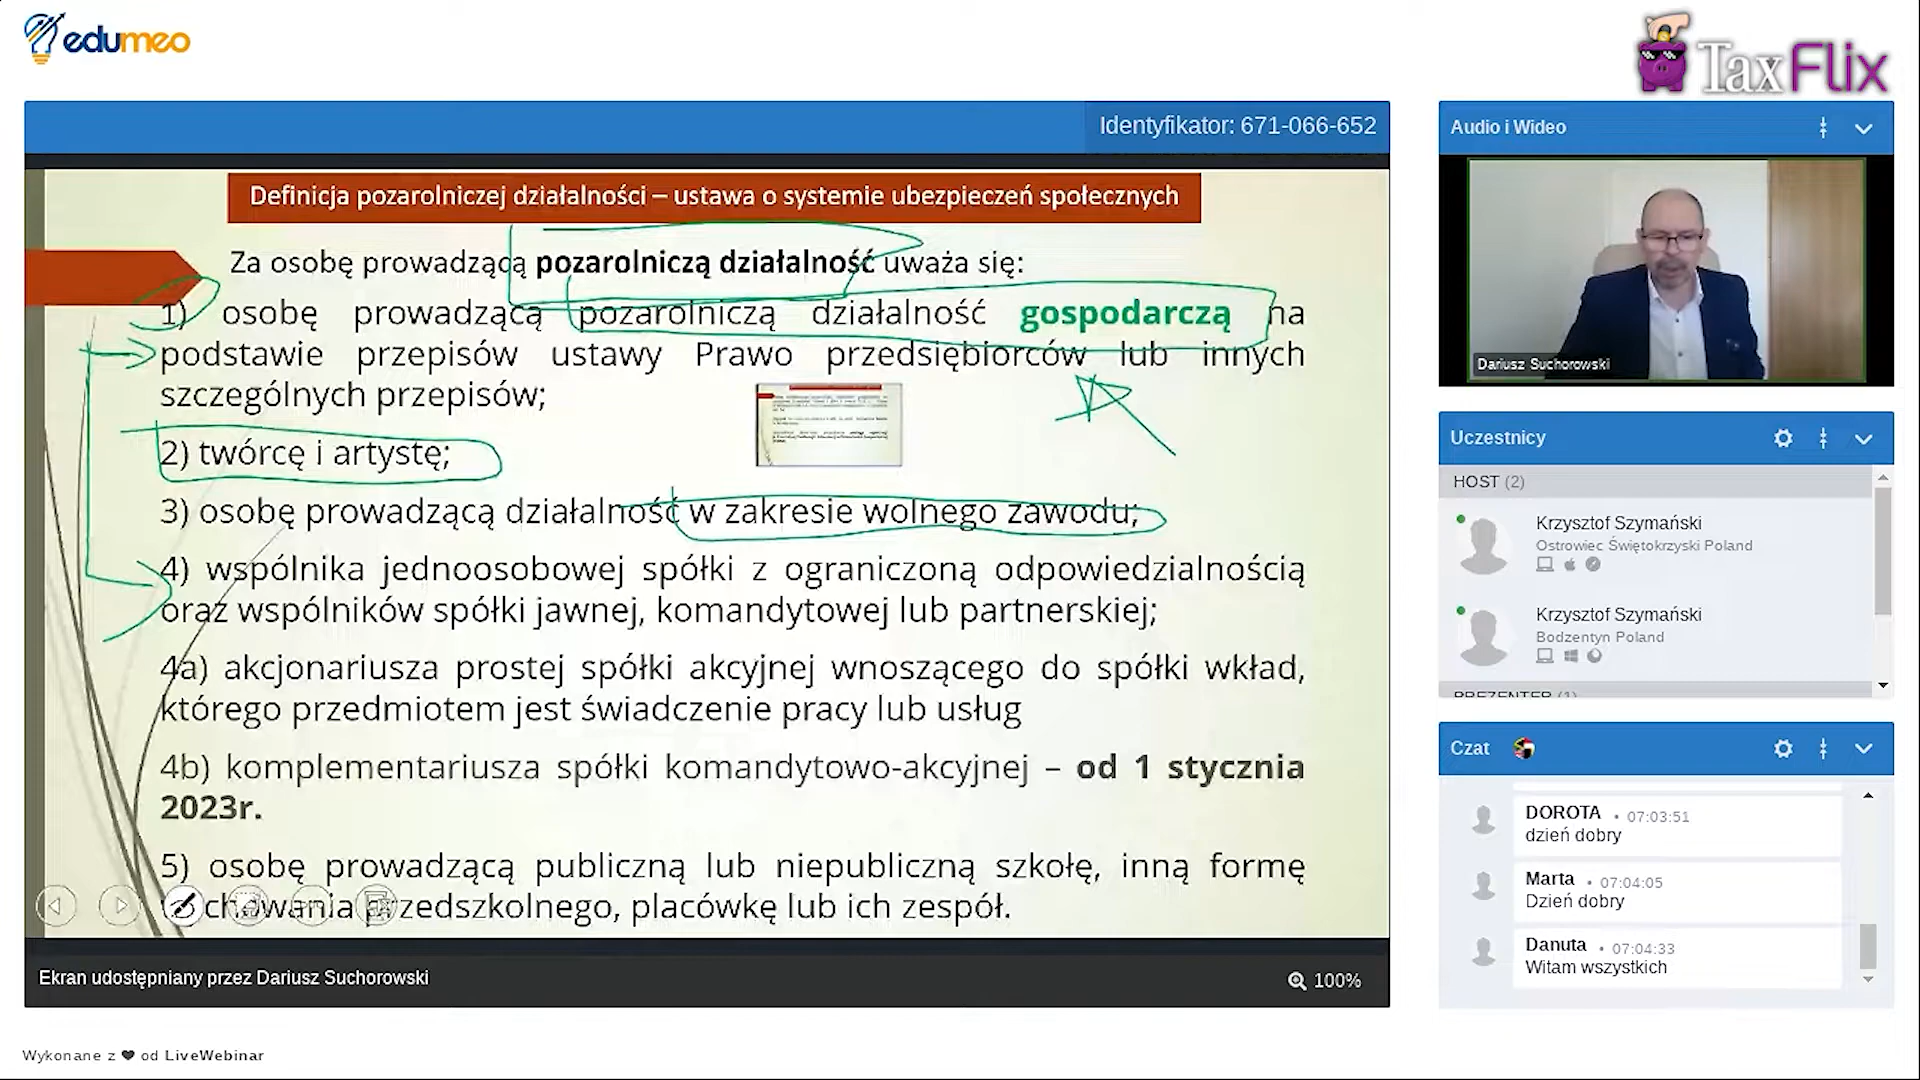 edumeo
TaxFlix
Identyfikator: 671-066-652
Definicja pozarolniczej działalności – ustawa o systemie ubezpieczeń społecznych
Za osobę prowadzącą pozarolniczą działalność uważa się:
1) osobę prowadzącą pozarolniczą działalność gospodarczą na
podstawie przepisów ustawy Prawo przedsiębiorców lub innych
szczególnych przepisów;
2) twórcę i artystę;
3) osobę prowadzącą działalność w zakresie wolnego zawodu;
4) wspólnika jednoosobowej spółki z ograniczoną odpowiedzialnością
oraz wspólników spółki jawnej, komandytowej lub partnerskiej;
4a) akcjonariusza prostej spółki akcyjnej wnoszącego do spółki wkład,
którego przedmiotem jest świadczenie pracy lub usług
4b) komplementariusza spółki komandytowo-akcyjnej – od 1 stycznia
2023r.
5) osobę prowadzącą publiczną lub niepubliczną szkołę, inną formę
wychowania przedszkolnego, placówkę lub ich zespół.
Ekran udostępniany przez Dariusz Suchorowski
100%
Wykonane z ❤ od LiveWebinar
Audio i Wideo
Dariusz Suchorowski
Uczestnicy
HOST (2)
Krzysztof Szymański
Ostrowiec Świętokrzyski Poland
Krzysztof Szymański
Bodzentyn Poland
PREZENTER (1)
Czat
DOROTA • 07:03:51
dzień dobry
Marta • 07:04:05
Dzień dobry
Danuta • 07:04:33
Witam wszystkich